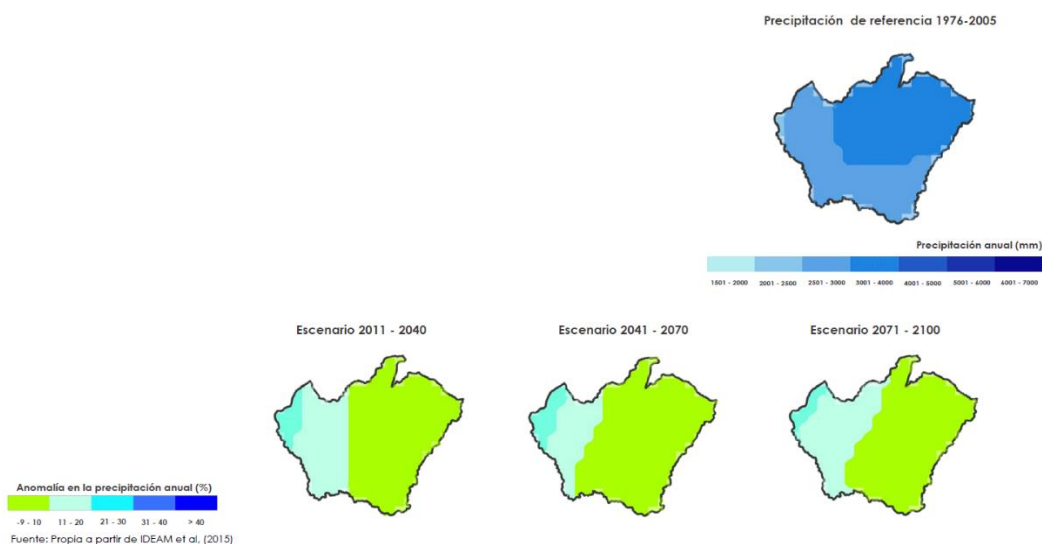 Precipitación de referencia 1976-2005
Precipitación anual (mm)
1501 - 2000 2001 - 2500 2501 - 3000 3001 - 4000 4001 - 5000 5001 - 6000 6001 - 7000
Escenario 2011 - 2040 Escenario 2041 - 2070 Escenario 2071 - 2100
Anomalía en la precipitación anual (%)
-9 - 10 11 - 20 21 - 30 31 - 40 > 40
Fuente: Propia a partir de IDEAM et al, (2015)